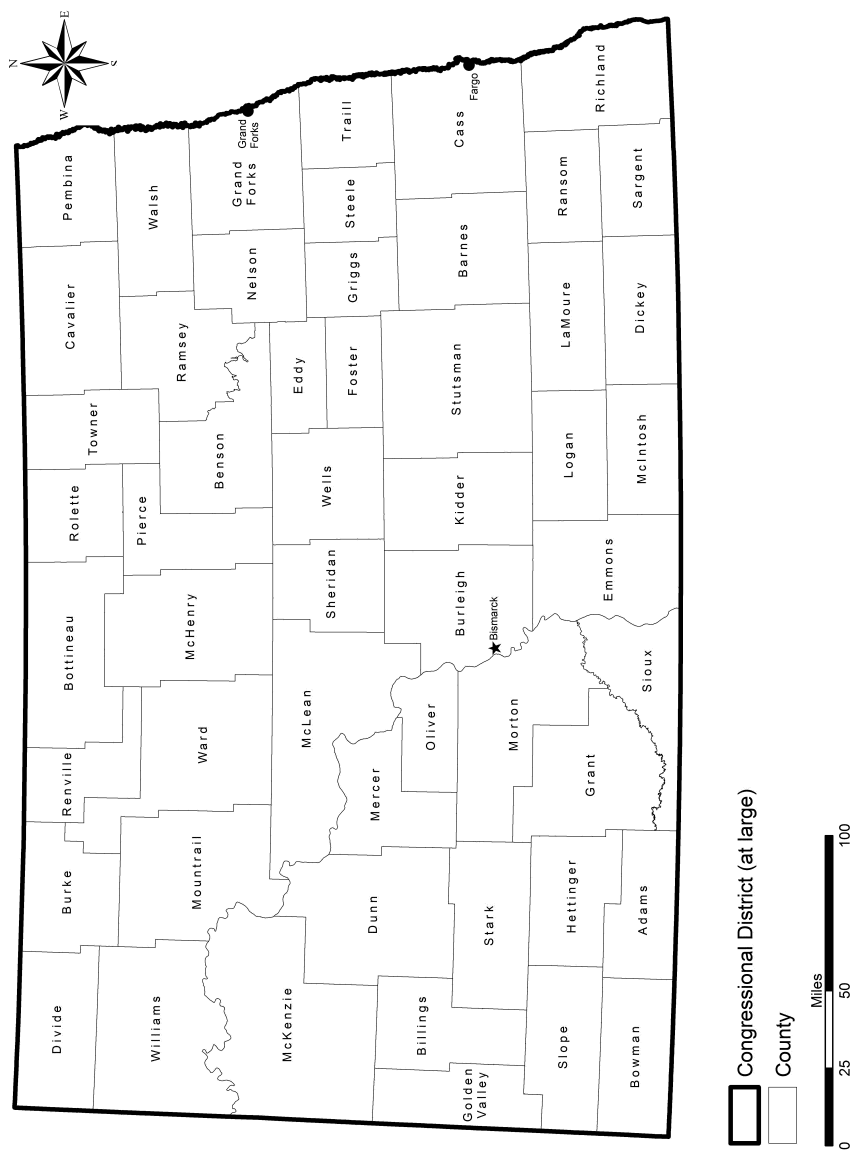 Divide
Burke
Renville
Bottineau
Rolette
Towner
Cavalier
Pembina
Williams
Mountrail
Ward
McHenry
Pierce
Benson
Ramsey
Walsh
Nelson
Grand
Forks
Grand
Forks
McKenzie
Dunn
McLean
Mercer
Oliver
Sheridan
Wells
Eddy
Foster
Griggs
Steele
Traill
Golden
Valley
Billings
Stark
Morton
Burleigh
Bismarck
Kidder
Stutsman
Barnes
Cass
Fargo
Slope
Hettinger
Grant
Bowman
Adams
Sioux
Emmons
Logan
McIntosh
LaMoure
Dickey
Ransom
Sargent
Richland
N
E
S
W
Congressional District (at large)
County
Miles
0
25
50
100